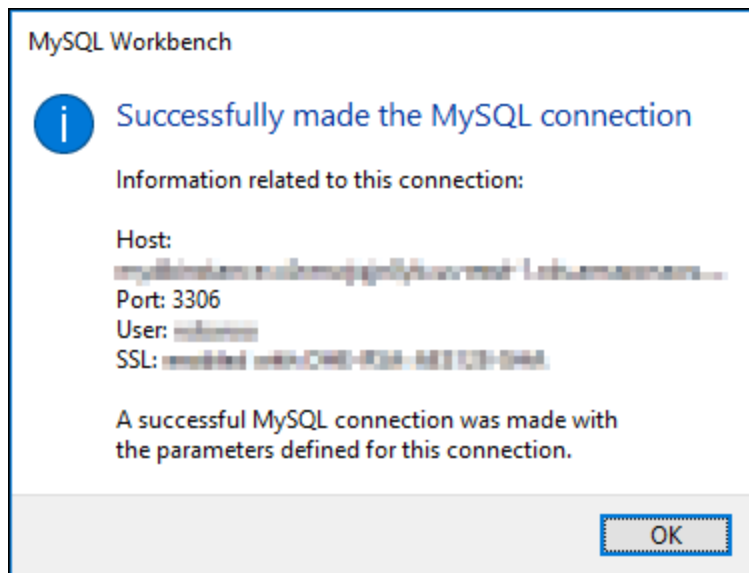 MySQL Workbench
Successfully made the MySQL connection
Information related to this connection:
Host:
Port: 3306
User:
SSL:
A successful MySQL connection was made with
the parameters defined for this connection.
OK